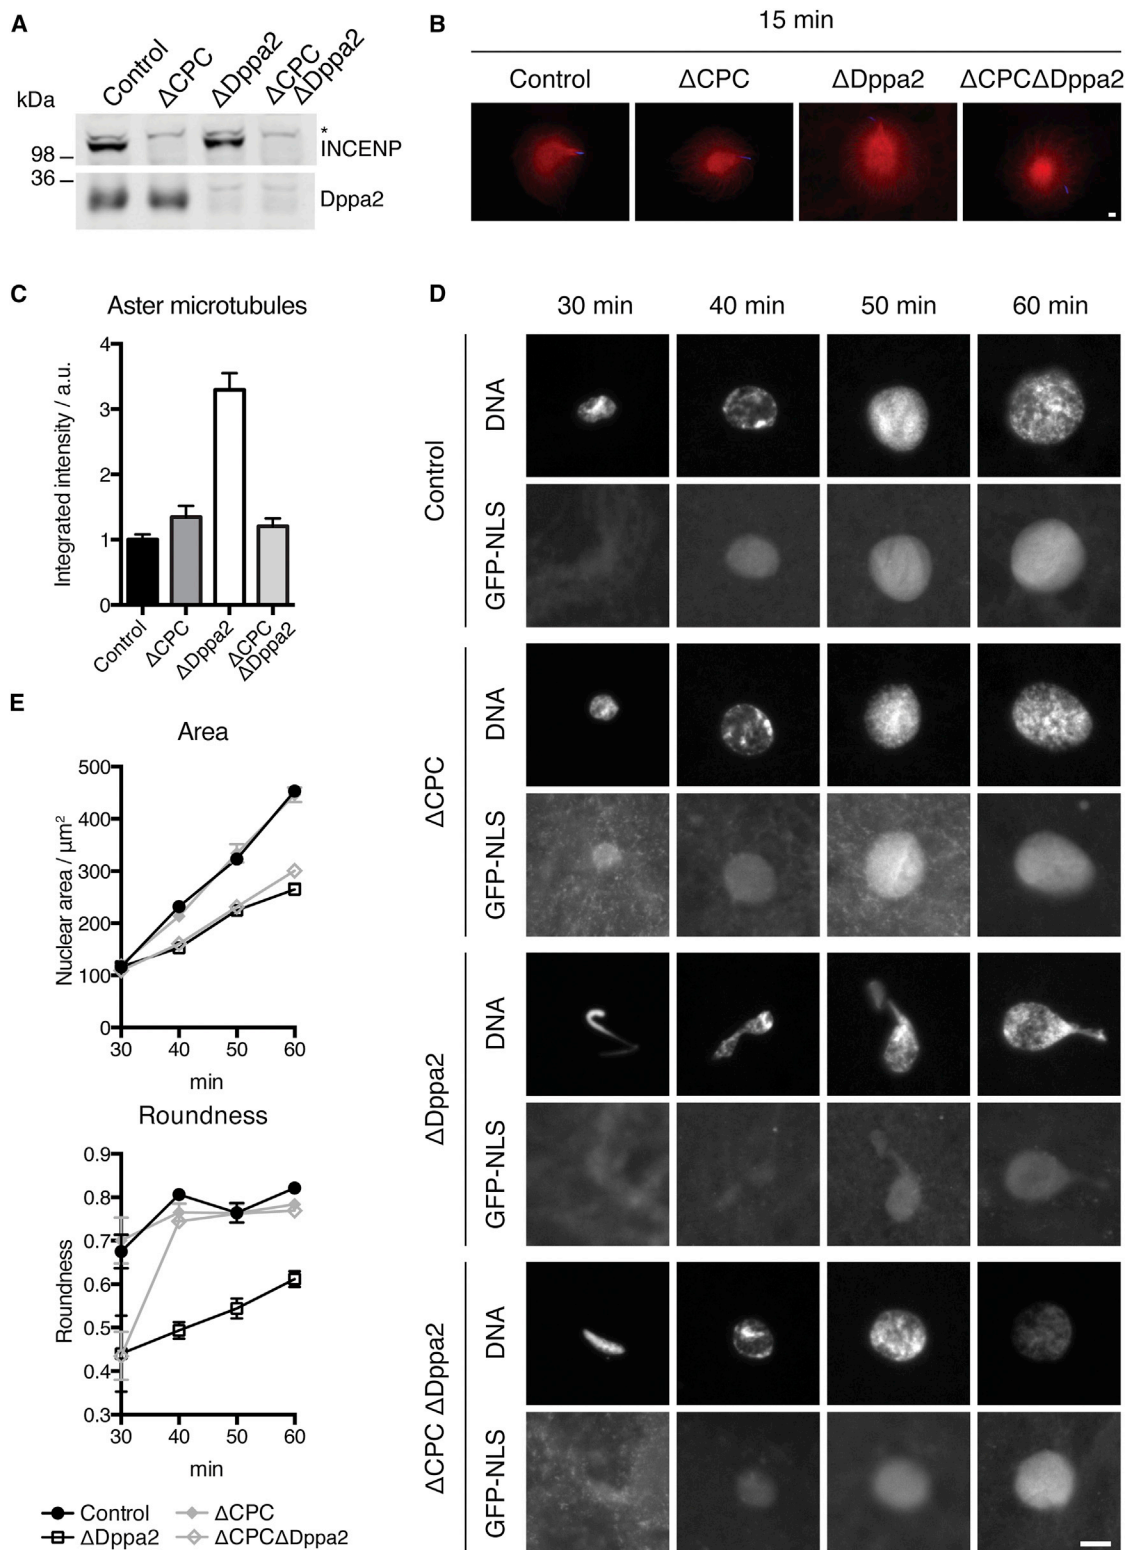 A
Control
ΔCPC
ΔDppa2
ΔCPC
ΔDppa2
kDa
*
INCENP
98
36
Dppa2
B
15 min
Control ΔCPC ΔDppa2 ΔCPCΔDppa2
C
Aster microtubules
Integrated intensity / a.u.
4
3
2
1
0
Control
ΔCPC
ΔDppa2
ΔCPC
ΔDppa2
D
30 min 40 min 50 min 60 min
Control
DNA
GFP-NLS
ΔCPC
DNA
GFP-NLS
ΔDppa2
DNA
GFP-NLS
ΔCPC ΔDppa2
DNA
GFP-NLS
E
Area
Nuclear area / μm²
500
400
300
200
100
0
30 40 50 60
min
Roundness
Roundness
0.9
0.8
0.7
0.6
0.5
0.4
0.3
30 40 50 60
min
Control ΔCPC
ΔDppa2 ΔCPCΔDppa2